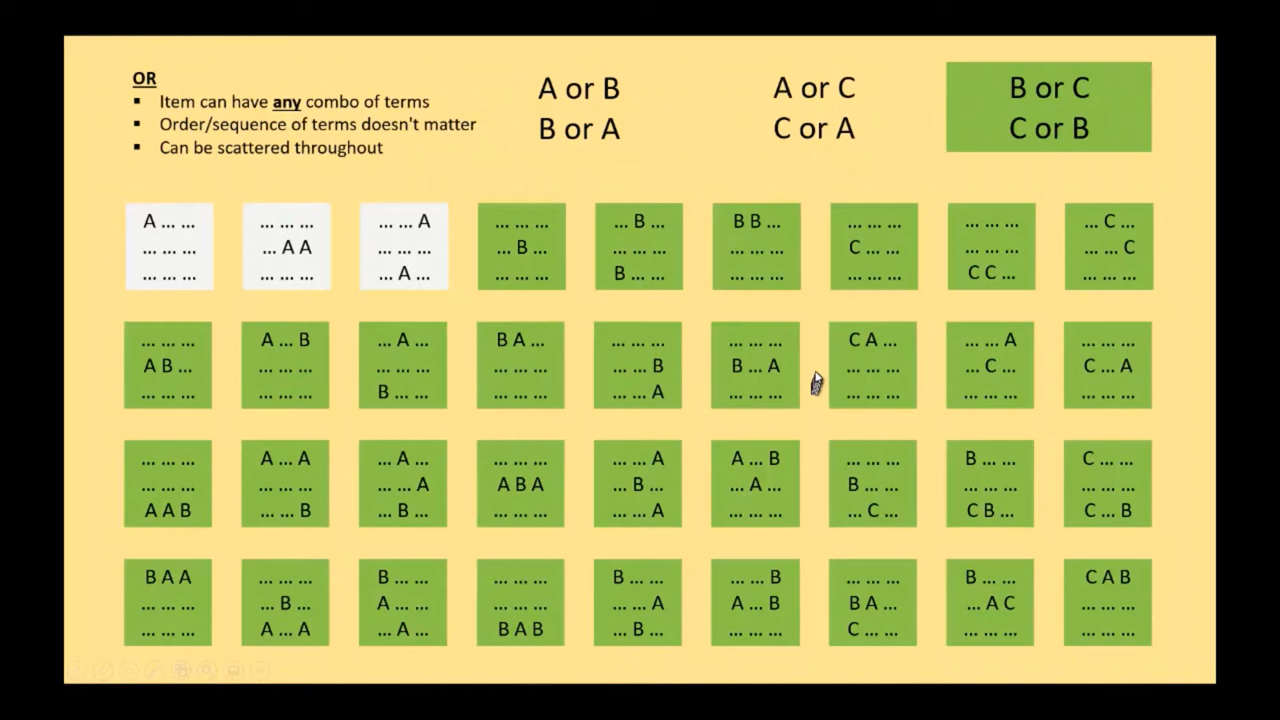 OR
▪ Item can have any combo of terms
▪ Order/sequence of terms doesn't matter
▪ Can be scattered throughout
A or B
B or A
A or C
C or A
B or C
C or B
A ... ...
... ... ...
... ... ...
... ... ...
... A A
... ... ...
... ... A
... ... ...
... A ...
... ... ...
... B ...
... ... ...
... B ...
... ... ...
B ... ...
B B ...
... ... ...
... ... ...
... ... ...
C ... ...
... ... ...
... ... ...
... ... ...
C C ...
... C ...
... ... C
... ... ...
... ... ...
A B ...
... ... ...
A ... B
... ... ...
... ... ...
... A ...
... ... ...
B ... ...
B A ...
... ... ...
... ... ...
... ... ...
... ... B
... ... A
... ... ...
B ... A
... ... ...
C A ...
... ... ...
... ... ...
... ... A
... C ...
... ... ...
... ... ...
C ... A
... ... ...
... ... ...
... ... ...
A A B
A ... A
... ... ...
... ... B
... A ...
... ... A
... B ...
... ... ...
A B A
... ... ...
... ... A
... B ...
... ... A
A ... B
... A ...
... ... ...
... ... ...
B ... ...
... C ...
B ... ...
... ... ...
C B ...
C ... ...
... ... ...
C ... B
B A A
... ... ...
... ... ...
... ... ...
... B ...
A ... A
B ... ...
A ... ...
... A ...
... ... ...
... ... ...
B A B
B ... ...
... ... A
... B ...
... ... B
A ... B
... ... ...
... ... ...
B A ...
C ... ...
B ... ...
... A C
... ... ...
C A B
... ... ...
... ... ...